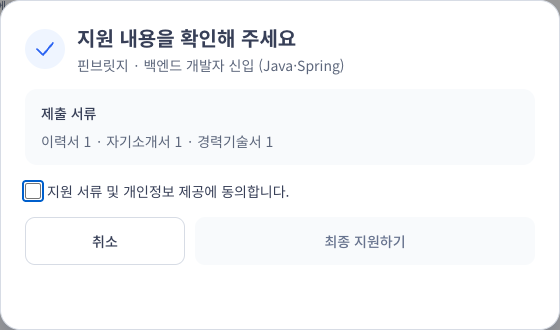 지원 내용을 확인해 주세요
핀브릿지 · 백엔드 개발자 신입 (Java·Spring)
제출 서류
이력서 1 · 자기소개서 1 · 경력기술서 1
지원 서류 및 개인정보 제공에 동의합니다.
취소
최종 지원하기